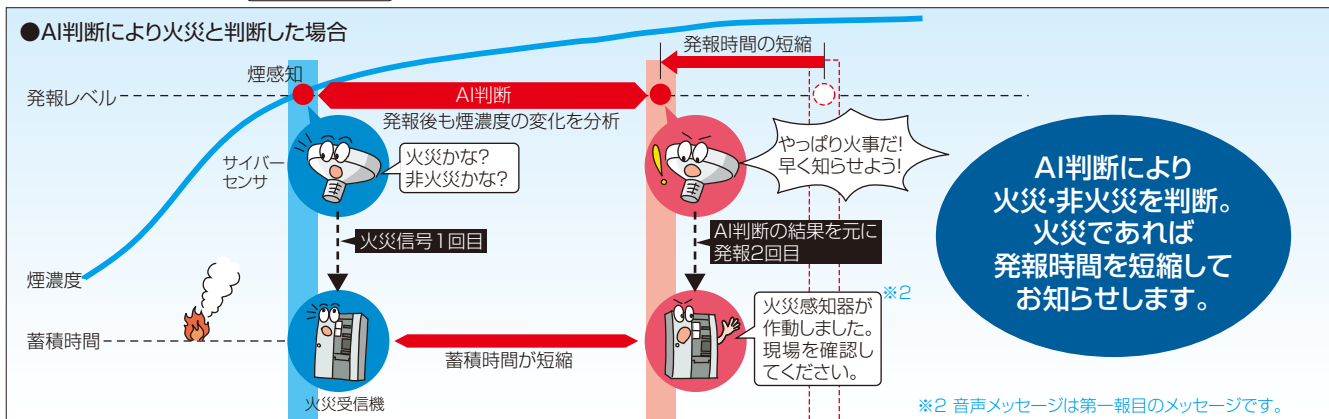 ●AI判断により火災と判断した場合
発報時間の短縮
煙感知
発報レベル
AI判断
発報後も煙濃度の変化を分析
サイバー
センサ
火災かな?
非火災かな?
やっぱり火事だ!
早く知らせよう!
AI判断により
火災・非火災を判断。
火災であれば
発報時間を短縮して
お知らせします。
火災信号1回目
AI判断の結果を元に
発報2回目
煙濃度
※2
火災感知器が
作動しました。
現場を確認し
てください。
蓄積時間
蓄積時間が短縮
火災受信機
※2 音声メッセージは第一報目のメッセージです。